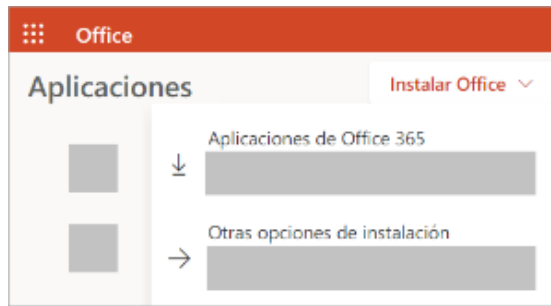 Office
Aplicaciones
Instalar Office
Aplicaciones de Office 365
Otras opciones de instalación